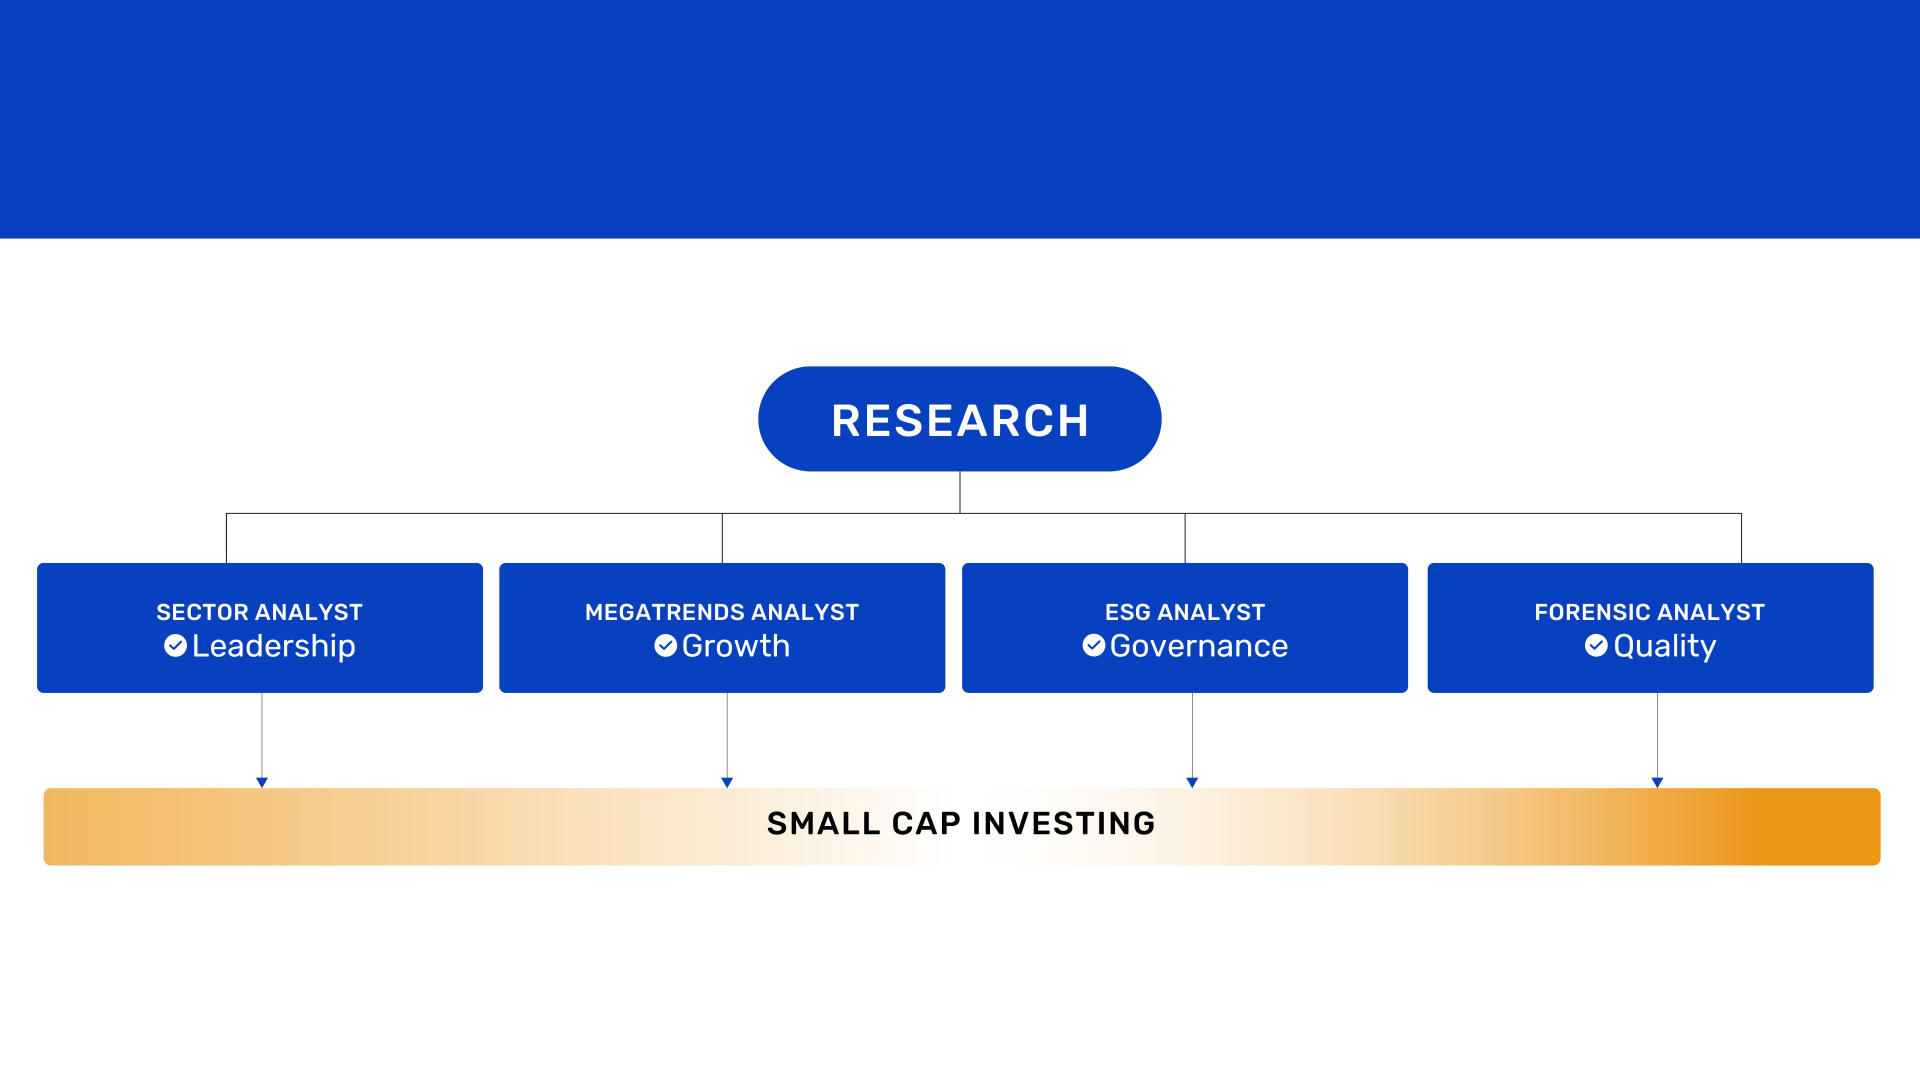 RESEARCH
SECTOR ANALYST
Leadership
MEGATRENDS ANALYST
Growth
ESG ANALYST
Governance
FORENSIC ANALYST
Quality
SMALL CAP INVESTING